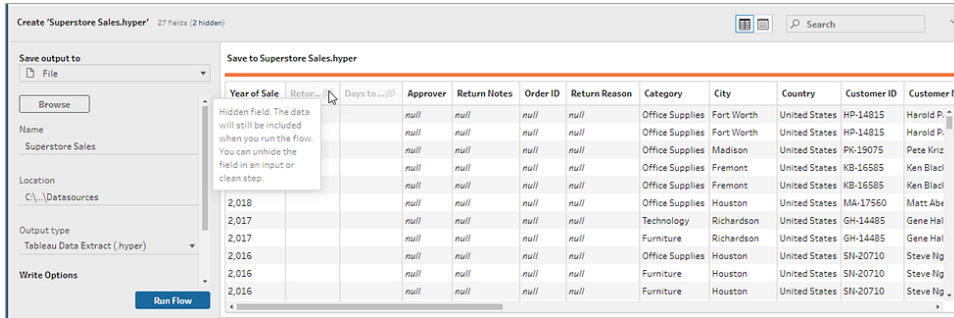 Create 'Superstore Sales.hyper' 27 fields (2 hidden)
Search
Save output to
File
Browse
Name
Superstore Sales
Location
C:\...\Datasources
Output type
Tableau Data Extract (.hyper)
Write Options
Run Flow
Save to Superstore Sales.hyper
Year of Sale Retur... Days to ... Approver Return Notes Order ID Return Reason Category City Country Customer ID Customer
Hidden field. The data
will still be included
when you run the flow.
You can unhide the
field in an input or
clean step.
null null null null Office Supplies Fort Worth United States HP-14815 Harold P
null null null null Office Supplies Fort Worth United States HP-14815 Harold P
null null null null Office Supplies Madison United States PK-19075 Pete Kriz
null null null null Office Supplies Fremont United States KB-16585 Ken Blac
null null null null Office Supplies Fremont United States KB-16585 Ken Blac
2,018 null null null null Office Supplies Houston United States MA-17560 Matt Abe
2,017 null null null null Technology Richardson United States GH-14485 Gene Hal
2,017 null null null null Furniture Richardson United States GH-14485 Gene Hal
2,016 null null null null Office Supplies Houston United States SN-20710 Steve Ng
2,016 null null null null Furniture Houston United States SN-20710 Steve Ng
2,016 null null null null Furniture Houston United States SN-20710 Steve Ng